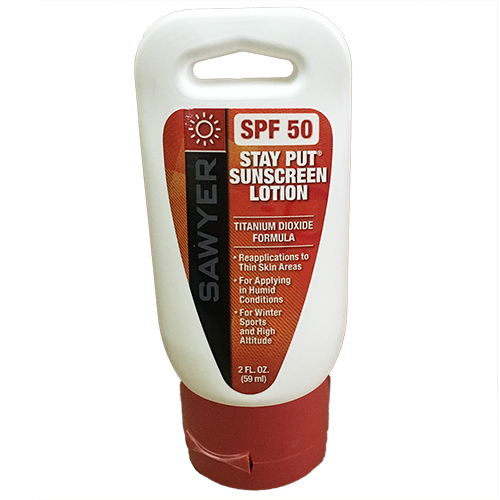 SAWYER
SPF 50
STAY PUT®
SUNSCREEN
LOTION
TITANIUM DIOXIDE
FORMULA
• Reapplications to
Thin Skin Areas
• For Applying
in Humid
Conditions
• For Winter
Sports
and High
Altitude
2 FL. OZ.
(59 ml)